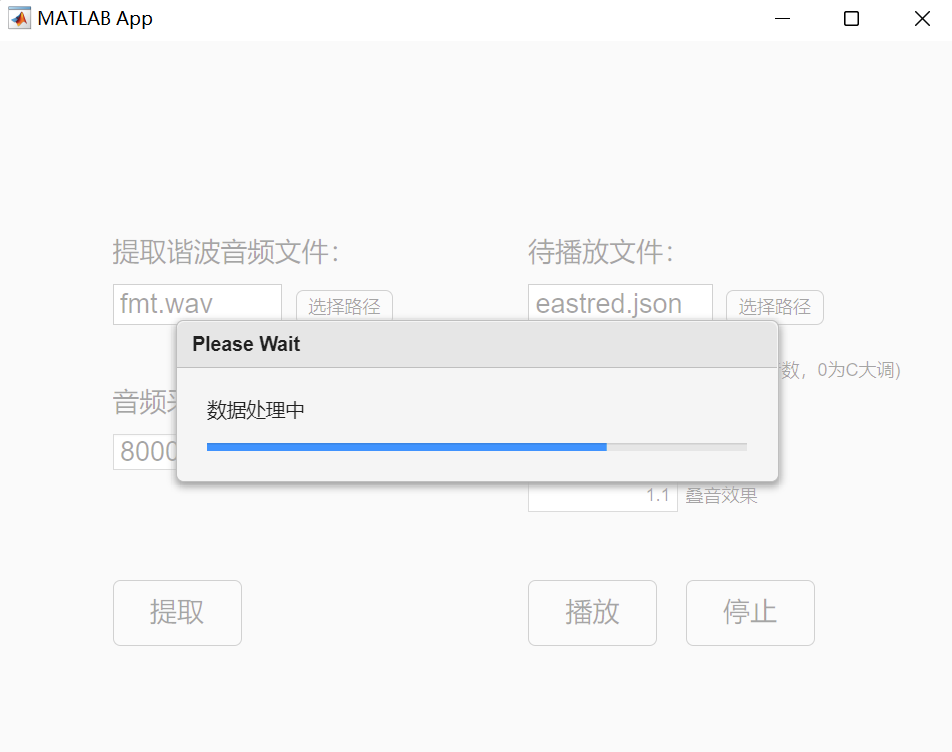 MATLAB App
提取谐波音频文件:
待播放文件:
fmt.wav
选择路径
eastred.json
选择路径
Please Wait
数据处理中
数，0为C大调)
音频
8000
1.1 叠音效果
提取
播放
停止